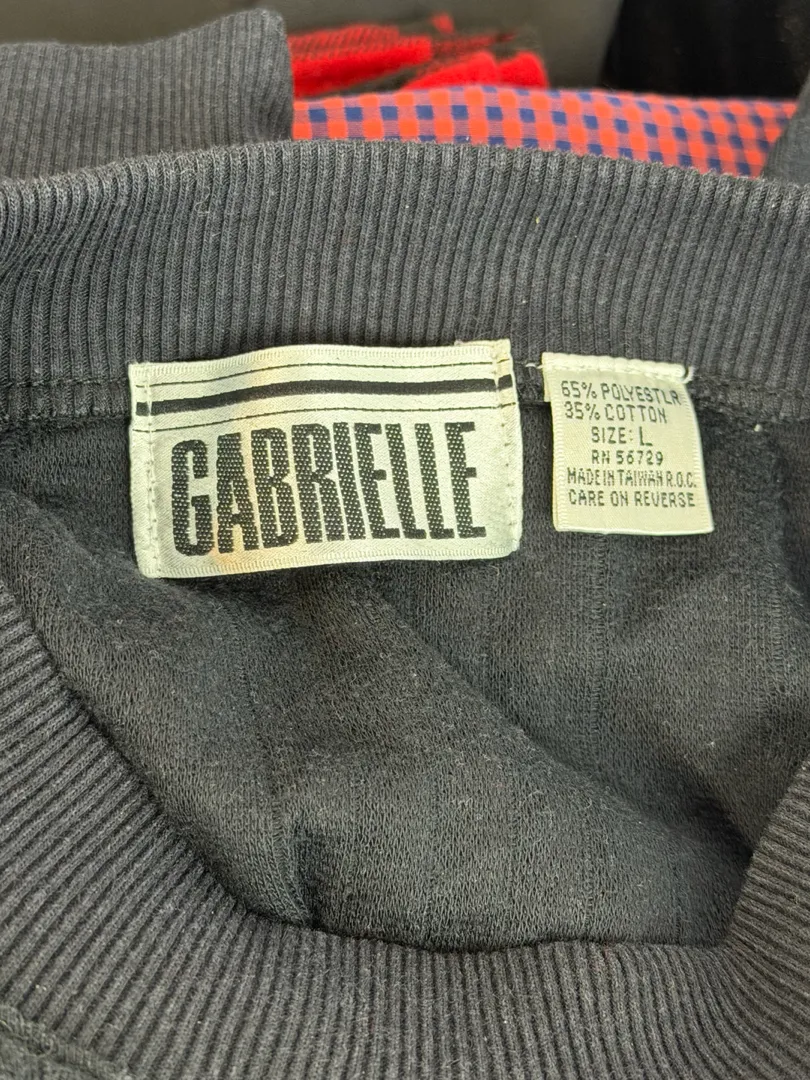 GABRIELLE
65% POLYESTER
35% COTTON
SIZE: L
RN 56729
MADE IN TAIWAN R.O.C.
CARE ON REVERSE